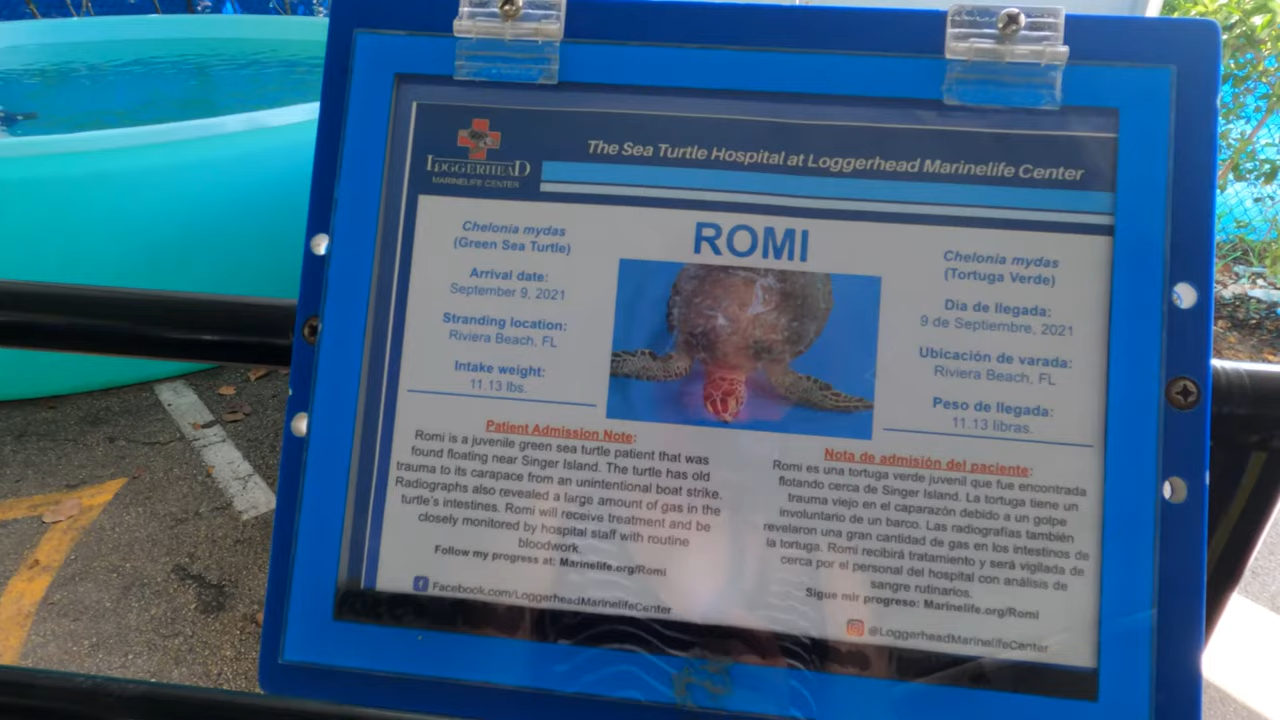 LOGGERHEAD
MARINELIFE CENTER
The Sea Turtle Hospital at Loggerhead Marinelife Center
ROMI
Chelonia mydas
(Green Sea Turtle)
Arrival date:
September 9, 2021
Stranding location:
Riviera Beach, FL
Intake weight:
11.13 lbs.
Chelonia mydas
(Tortuga Verde)
Dia de llegada:
9 de Septiembre, 2021
Ubicación de varada:
Riviera Beach, FL
Peso de llegada:
11.13 libras.
Patient Admission Note:
Romi is a juvenile green sea turtle patient that was
found floating near Singer Island. The turtle has old
trauma to its carapace from an unintentional boat strike.
Radiographs also revealed a large amount of gas in the
turtle's intestines. Romi will receive treatment and be
closely monitored by hospital staff with routine
bloodwork.
Follow my progress at: Marinelife.org/Romi
Facebook.com/LoggerheadMarinelifeCenter
Nota de admisión del paciente:
Romi es una tortuga verde juvenil que fue encontrada
flotando cerca de Singer Island. La tortuga tiene un
trauma viejo en el caparazón debido a un golpe
involuntario de un barco. Las radiografías también
revelaron una gran cantidad de gas en los intestinos de
la tortuga. Romi recibirá tratamiento y será vigilada de
cerca por el personal del hospital con análisis de
sangre rutinarios.
Sigue mir progreso: Marinelife.org/Romi
@LoggerheadMarinelifeCenter